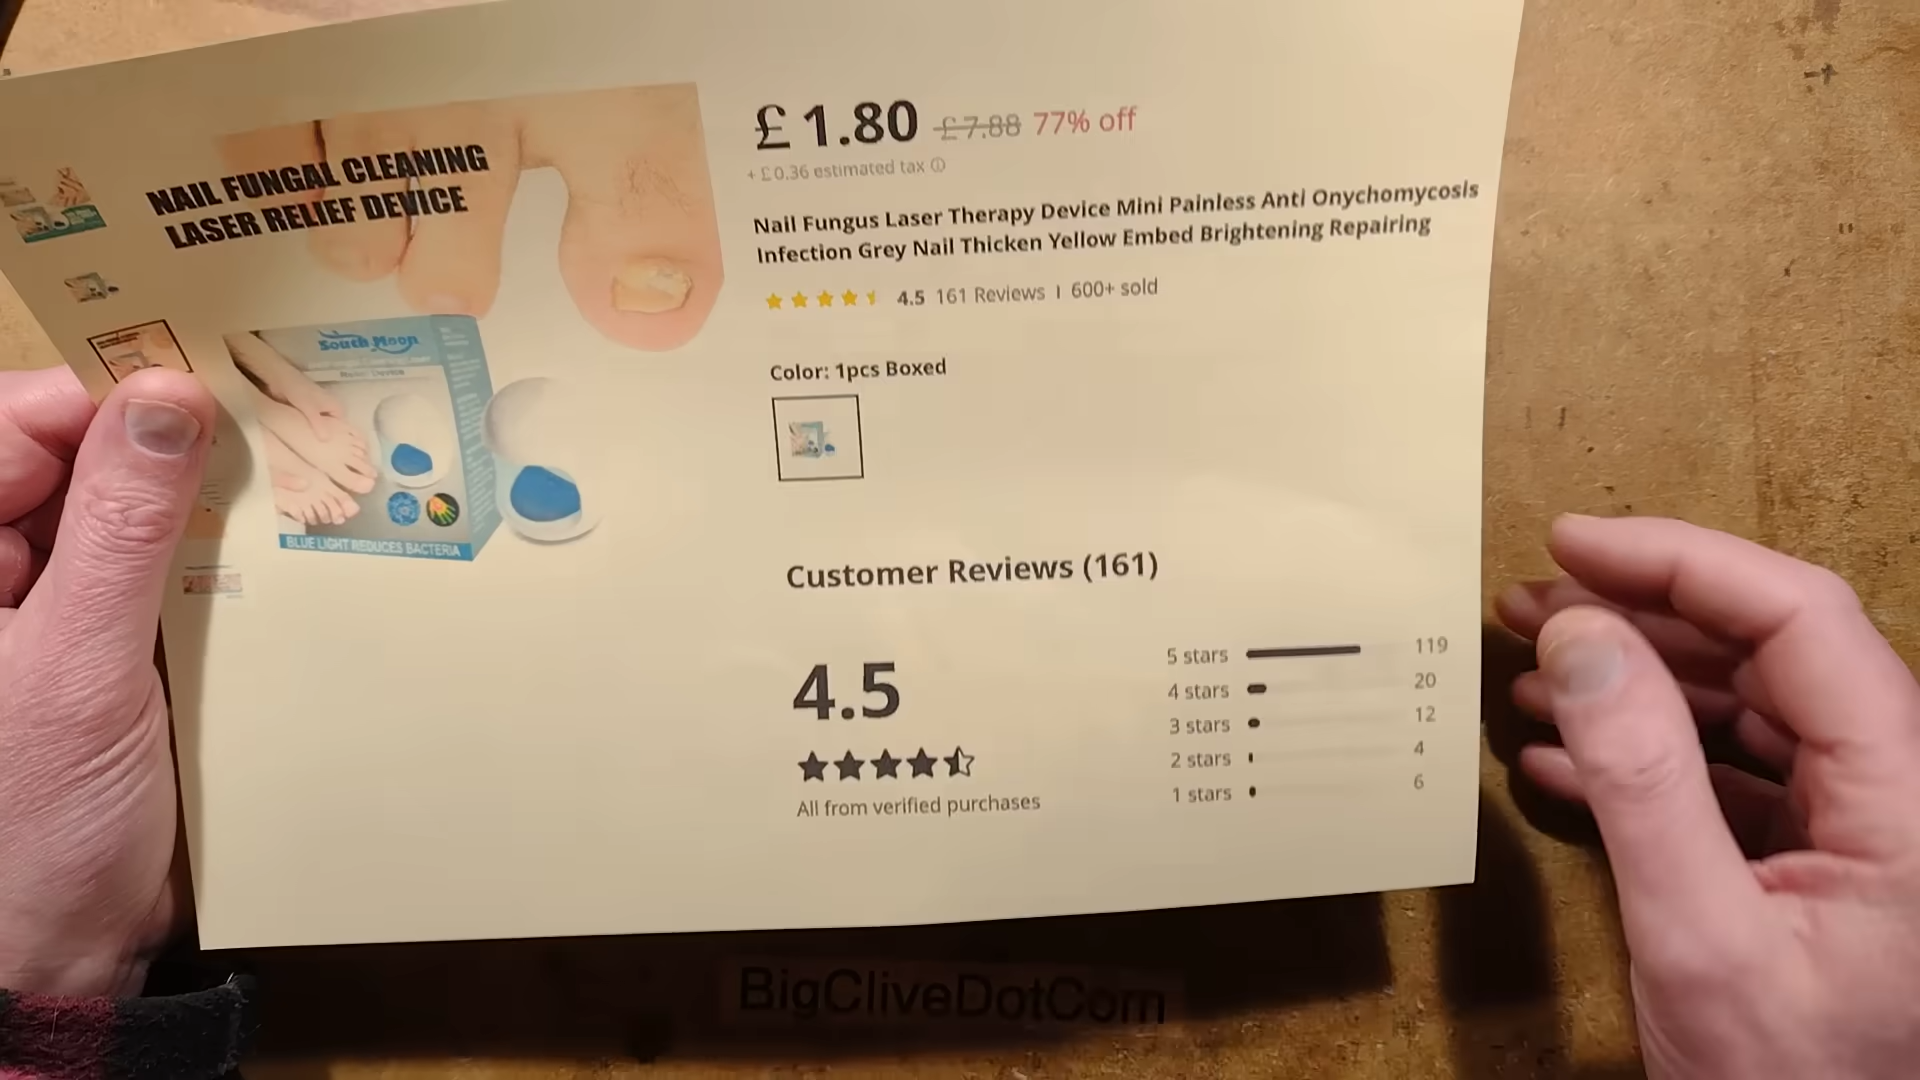 NAIL FUNGAL CLEANING
LASER RELIEF DEVICE
South Moon
Relief Device
BLUE LIGHT REDUCES BACTERIA
£1.80 £7.88 77% off
+ £0.36 estimated tax
Nail Fungus Laser Therapy Device Mini Painless Anti Onychomycosis
Infection Grey Nail Thicken Yellow Embed Brightening Repairing
4.5 161 Reviews | 600+ sold
Color: 1pcs Boxed
Customer Reviews (161)
4.5
All from verified purchases
5 stars 119
4 stars 20
3 stars 12
2 stars 4
1 stars 6
BigCliveDotCom